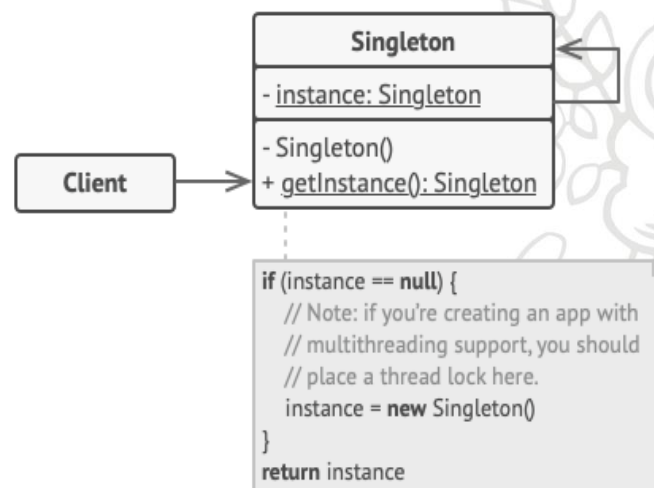 Singleton
- instance: Singleton
- Singleton()
+ getInstance(): Singleton
Client
if (instance == null) {
// Note: if you're creating an app with
// multithreading support, you should
// place a thread lock here.
instance = new Singleton()
}
return instance